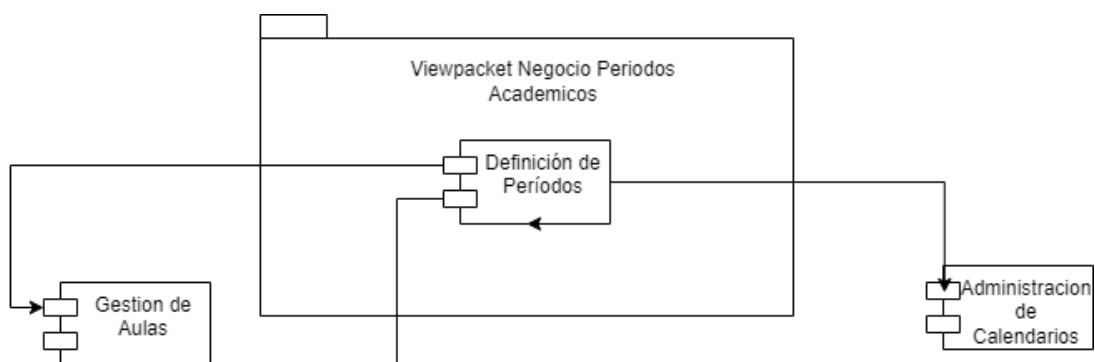 Viewpacket Negocio Periodos
Academicos
Definición de
Períodos
Gestion de
Aulas
Administracion
de
Calendarios